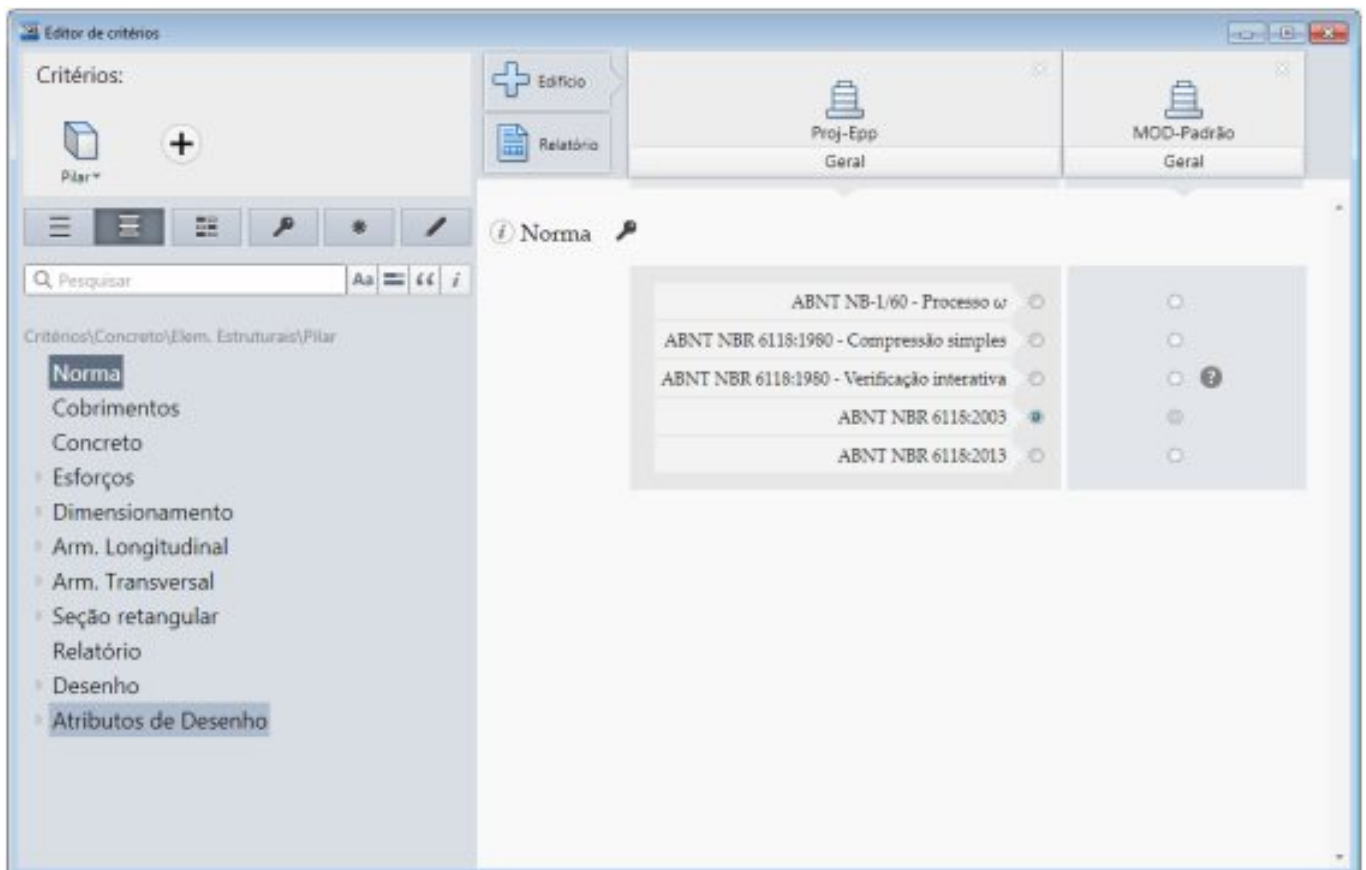 Editor de critérios
Critérios:
Pilar
Edifício
Relatório
Proj-Epp
Geral
MOD-Padrão
Geral
Pesquisar
Aa
i
Critérios\Concreto\Elem. Estruturais\Pilar
Norma
Cobrimentos
Concreto
Esforços
Dimensionamento
Arm. Longitudinal
Arm. Transversal
Seção retangular
Relatório
Desenho
Atributos de Desenho
i Norma
ABNT NB-1/60 - Processo ω
ABNT NBR 6118:1980 - Compressão simples
ABNT NBR 6118:1980 - Verificação interativa
?
ABNT NBR 6118:2003
ABNT NBR 6118:2013